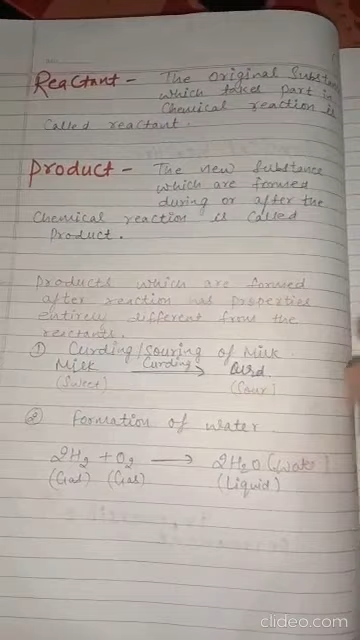 Reactant - The original Substan
which takes part in
Chemical reaction is
called reactant.
Product - The new Substance
which are formed
during or after the
Chemical reaction is called
Product.
products which are formed
after reaction has properties
entirely different from the
reactants.
① Curding/Souring of Milk.
Milk Curding → Curd
(Sweet) (Sour)
② formation of water.
2H₂ + O₂ → 2H₂O (Wate)
(Gas) (Gas) (Liquid)
clideo.com